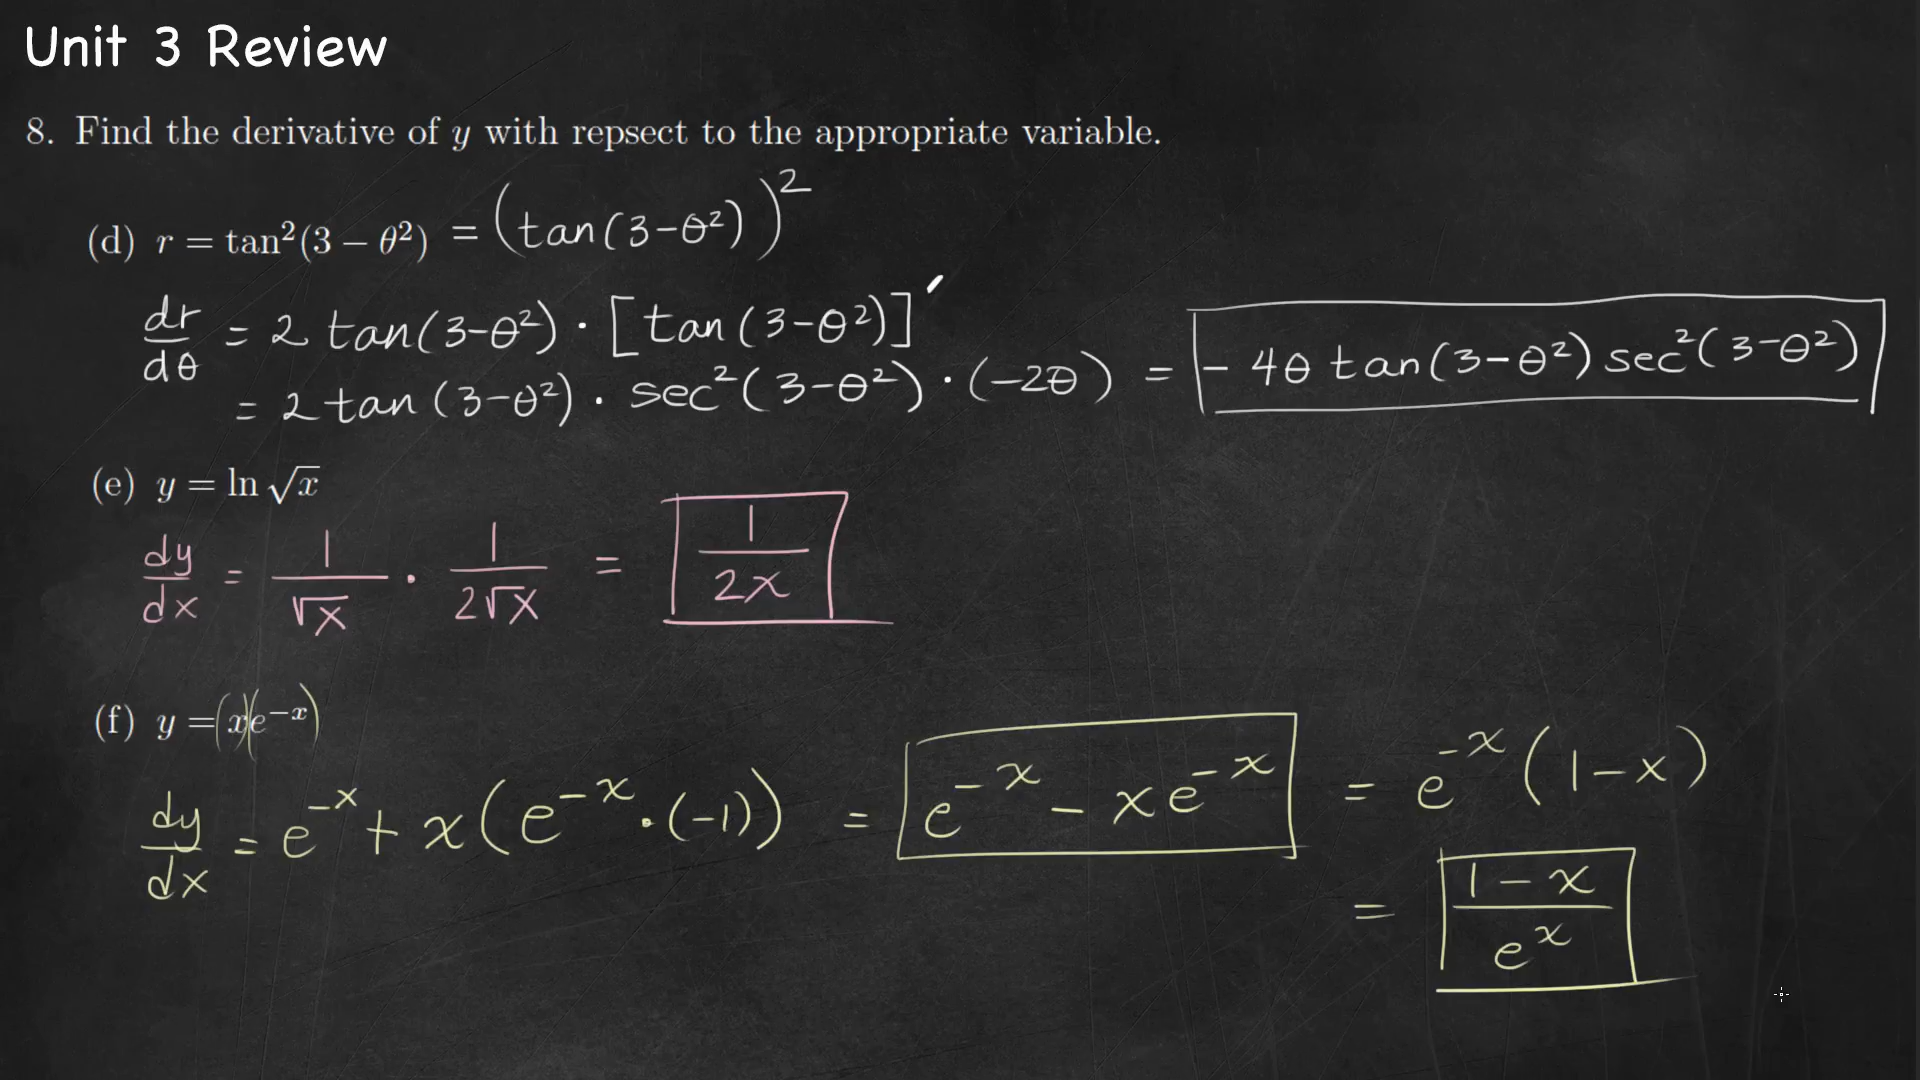 Unit 3 Review
8. Find the derivative of y with repsect to the appropriate variable.
(d) r = tan²(3 − θ²) = (tan(3−θ²))²
dr/dθ = 2 tan(3−θ²) · [tan(3−θ²)]′
= 2 tan(3−θ²) · sec²(3−θ²) · (−2θ) = −4θ tan(3−θ²) sec²(3−θ²)
(e) y = ln √x
dy/dx = 1/√x · 1/(2√x) = 1/(2x)
(f) y = (x)(e⁻ˣ)
dy/dx = e⁻ˣ + x(e⁻ˣ · (−1)) = e⁻ˣ − xe⁻ˣ = e⁻ˣ(1−x)
= (1−x)/eˣ